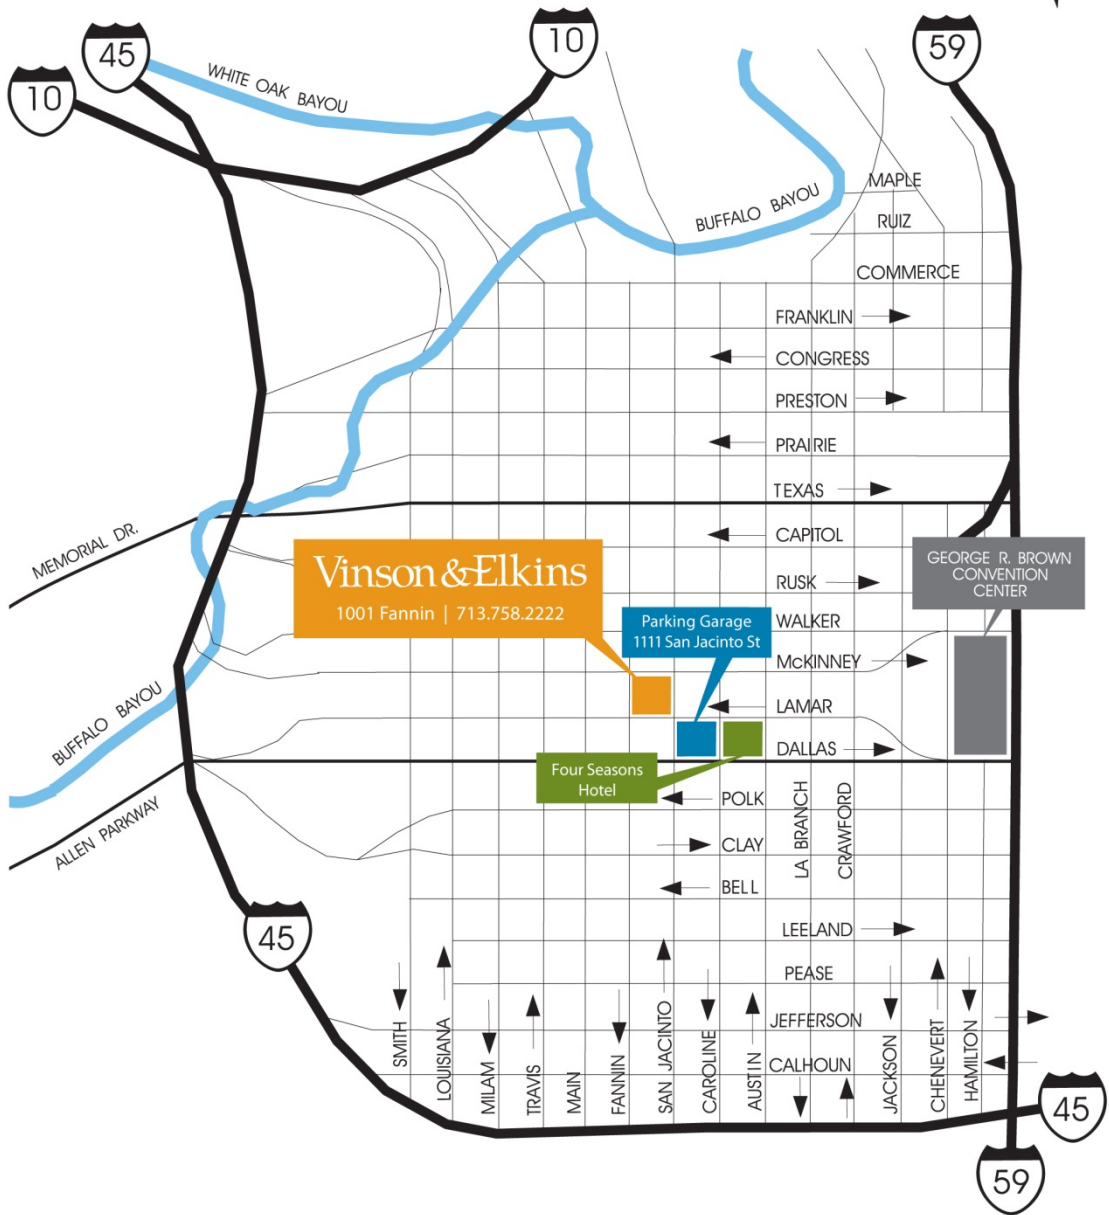 10
45
59
10
WHITE OAK BAYOU
MAPLE
BUFFALO BAYOU
RUIZ
COMMERCE
FRANKLIN
CONGRESS
PRESTON
PRAIRIE
TEXAS
MEMORIAL DR.
CAPITOL
Vinson & Elkins
1001 Fannin | 713.758.2222
GEORGE R. BROWN
CONVENTION
CENTER
RUSK
Parking Garage
1111 San Jacinto St
WALKER
McKINNEY
BUFFALO BAYOU
LAMAR
DALLAS
Four Seasons
Hotel
ALLEN PARKWAY
POLK
LA BRANCH
CRAWFORD
CLAY
BELL
45
LEELAND
PEASE
JEFFERSON
CALHOUN
SMITH
LOUISIANA
MILAM
TRAVIS
MAIN
FANNIN
SAN JACINTO
CAROLINE
AUSTIN
JACKSON
CHENEVERT
HAMILTON
45
59